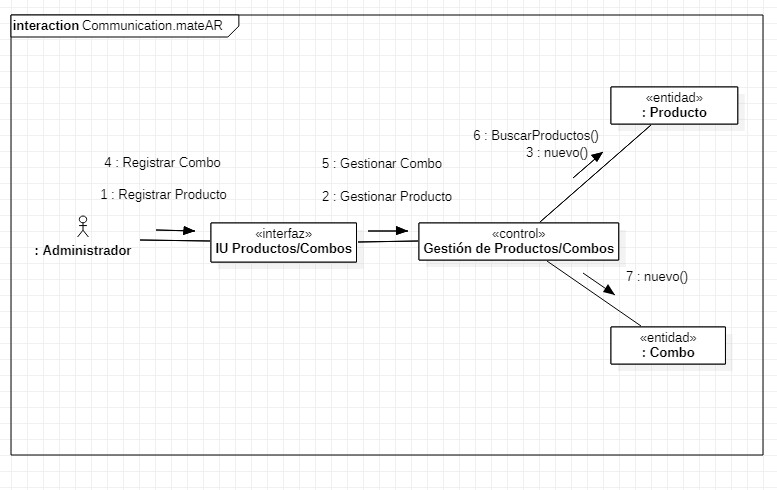 interaction Communication.mateAR
«entidad»
: Producto
6 : BuscarProductos()
3 : nuevo()
4 : Registrar Combo
5 : Gestionar Combo
1 : Registrar Producto
2 : Gestionar Producto
: Administrador
«interfaz»
IU Productos/Combos
«control»
Gestión de Productos/Combos
7 : nuevo()
«entidad»
: Combo